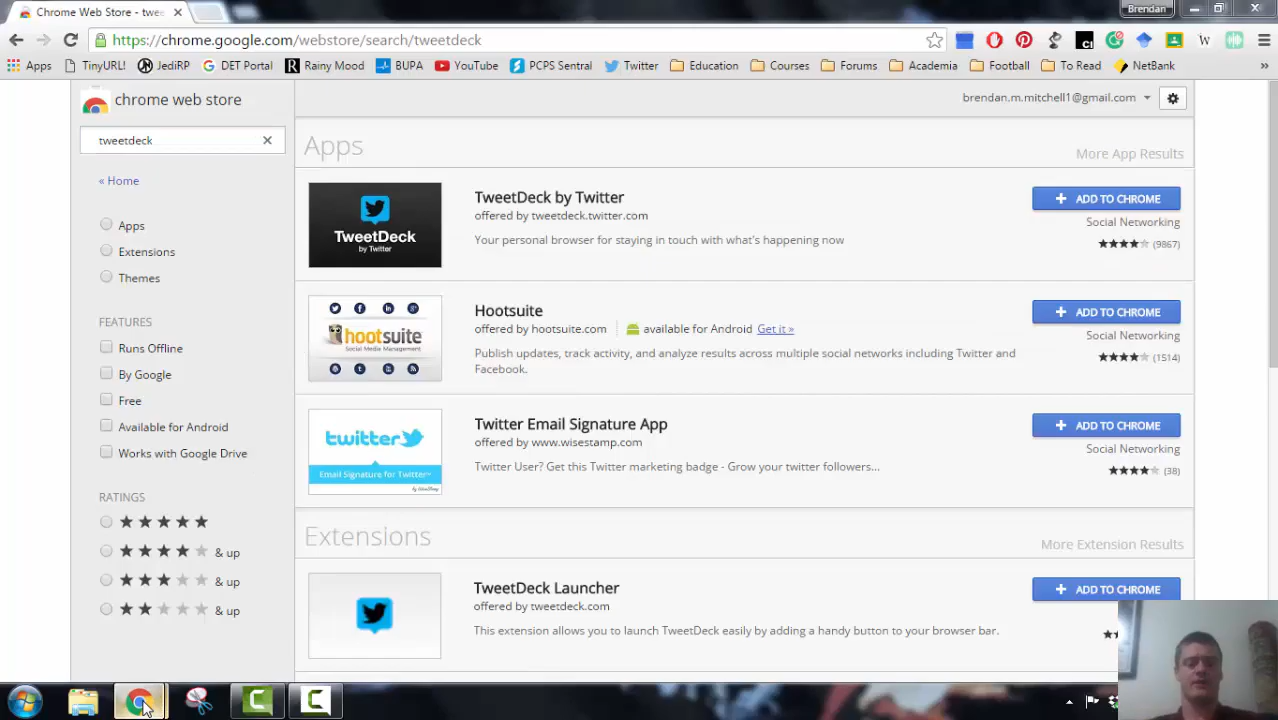 Chrome Web Store - twee
Brendan
https://chrome.google.com/webstore/search/tweetdeck
Apps TinyURL! JediRP DET Portal Rainy Mood BUPA YouTube PCPS Sentral Twitter Education Courses Forums Academia Football To Read NetBank
chrome web store
brendan.m.mitchell1@gmail.com
tweetdeck
« Home
Apps
Extensions
Themes
FEATURES
Runs Offline
By Google
Free
Available for Android
Works with Google Drive
RATINGS
& up
& up
& up
Apps
More App Results
TweetDeck
by Twitter
TweetDeck by Twitter
offered by tweetdeck.twitter.com
Your personal browser for staying in touch with what's happening now
ADD TO CHROME
Social Networking
(9867)
hootsuite
Social Media Management
Hootsuite
offered by hootsuite.com available for Android Get it »
Publish updates, track activity, and analyze results across multiple social networks including Twitter and
Facebook.
ADD TO CHROME
Social Networking
(1514)
twitter
Email Signature for Twitter™
Twitter Email Signature App
offered by www.wisestamp.com
Twitter User? Get this Twitter marketing badge - Grow your twitter followers...
ADD TO CHROME
Social Networking
(38)
Extensions
More Extension Results
TweetDeck Launcher
offered by tweetdeck.com
This extension allows you to launch TweetDeck easily by adding a handy button to your browser bar.
ADD TO CHROME